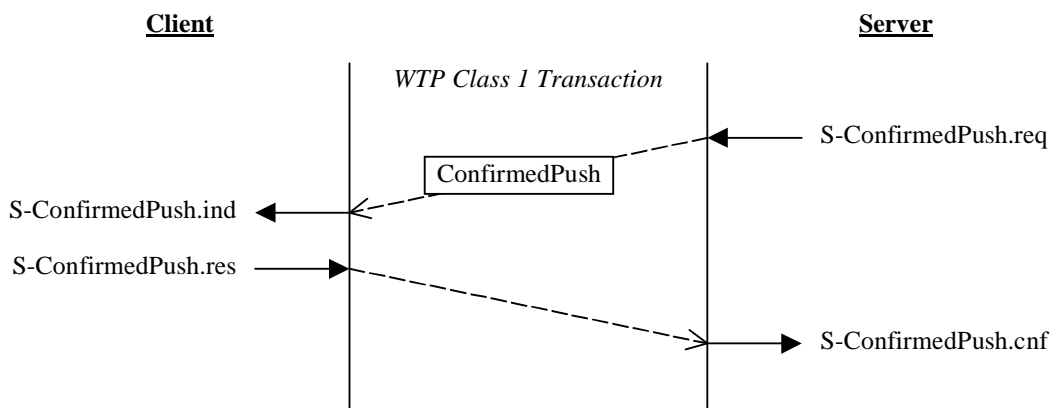 Client
Server
WTP Class 1 Transaction
S-ConfirmedPush.req
ConfirmedPush
S-ConfirmedPush.ind
S-ConfirmedPush.res
S-ConfirmedPush.cnf